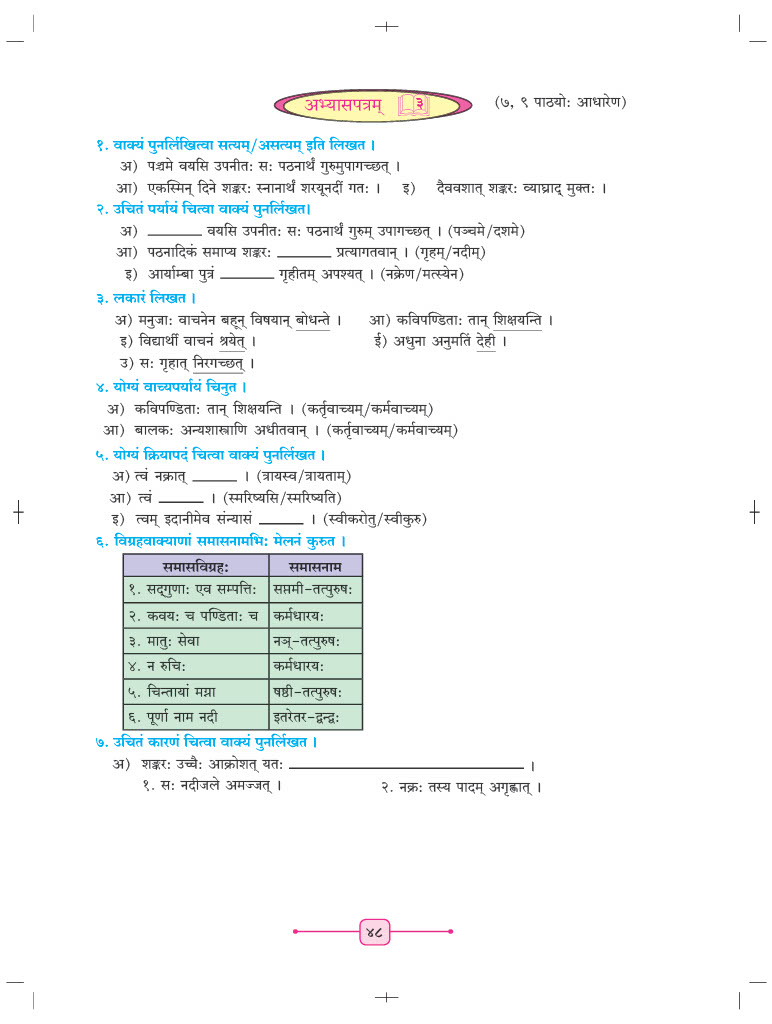 अभ्यासपत्रम् ३ (७, ९ पाठयोः आधारेण)
१. वाक्यं पुनर्लिखित्वा सत्यम्/असत्यम् इति लिखत ।
अ) पञ्चमे वयसि उपनीतः सः पठनार्थं गुरुमुपागच्छत् ।
आ) एकस्मिन् दिने शङ्करः स्नानार्थं शरयूनदीं गतः । इ) दैववशात् शङ्करः व्याघ्राद् मुक्तः ।
२. उचितं पर्यायं चित्वा वाक्यं पुनर्लिखत।
अ) ________ वयसि उपनीतः सः पठनार्थं गुरुम् उपागच्छत् । (पञ्चमे/दशमे)
आ) पठनादिकं समाप्य शङ्करः ________ प्रत्यागतवान् । (गृहम्/नदीम्)
इ) आर्याम्बा पुत्रं ________ गृहीतम् अपश्यत् । (नक्रेण/मत्स्येन)
३. लकारं लिखत ।
अ) मनुजाः वाचनेन बहून् विषयान् बोधन्ते । आ) कविपण्डिताः तान् शिक्षयन्ति ।
इ) विद्यार्थी वाचनं श्रयेत् । ई) अधुना अनुमतिं देही ।
उ) सः गृहात् निरगच्छत् ।
४. योग्यं वाच्यपर्यायं चिनुत ।
अ) कविपण्डिताः तान् शिक्षयन्ति । (कर्तृवाच्यम्/कर्मवाच्यम्)
आ) बालकः अन्यशास्त्राणि अधीतवान् । (कर्तृवाच्यम्/कर्मवाच्यम्)
५. योग्यं क्रियापदं चित्वा वाक्यं पुनर्लिखत ।
अ) त्वं नक्रात् ______ । (त्रायस्व/त्रायताम्)
आ) त्वं ______ । (स्मरिष्यसि/स्मरिष्यति)
इ) त्वम् इदानीमेव संन्यासं ______ । (स्वीकरोतु/स्वीकुरु)
६. विग्रहवाक्याणां समासनामभिः मेलनं कुरुत ।
समासविग्रहः समासनाम
१. सद्गुणाः एव सम्पत्तिः सप्तमी-तत्पुरुषः
२. कवयः च पण्डिताः च कर्मधारयः
३. मातुः सेवा नञ्-तत्पुरुषः
४. न रुचिः कर्मधारयः
५. चिन्तायां मग्ना षष्ठी-तत्पुरुषः
६. पूर्णा नाम नदी इतरेतर-द्वन्द्वः
७. उचितं कारणं चित्वा वाक्यं पुनर्लिखत ।
अ) शङ्करः उच्चैः आक्रोशत् यतः ______________________________ ।
१. सः नदीजले अमज्जत् । २. नक्रः तस्य पादम् अगृह्णात् ।
४८